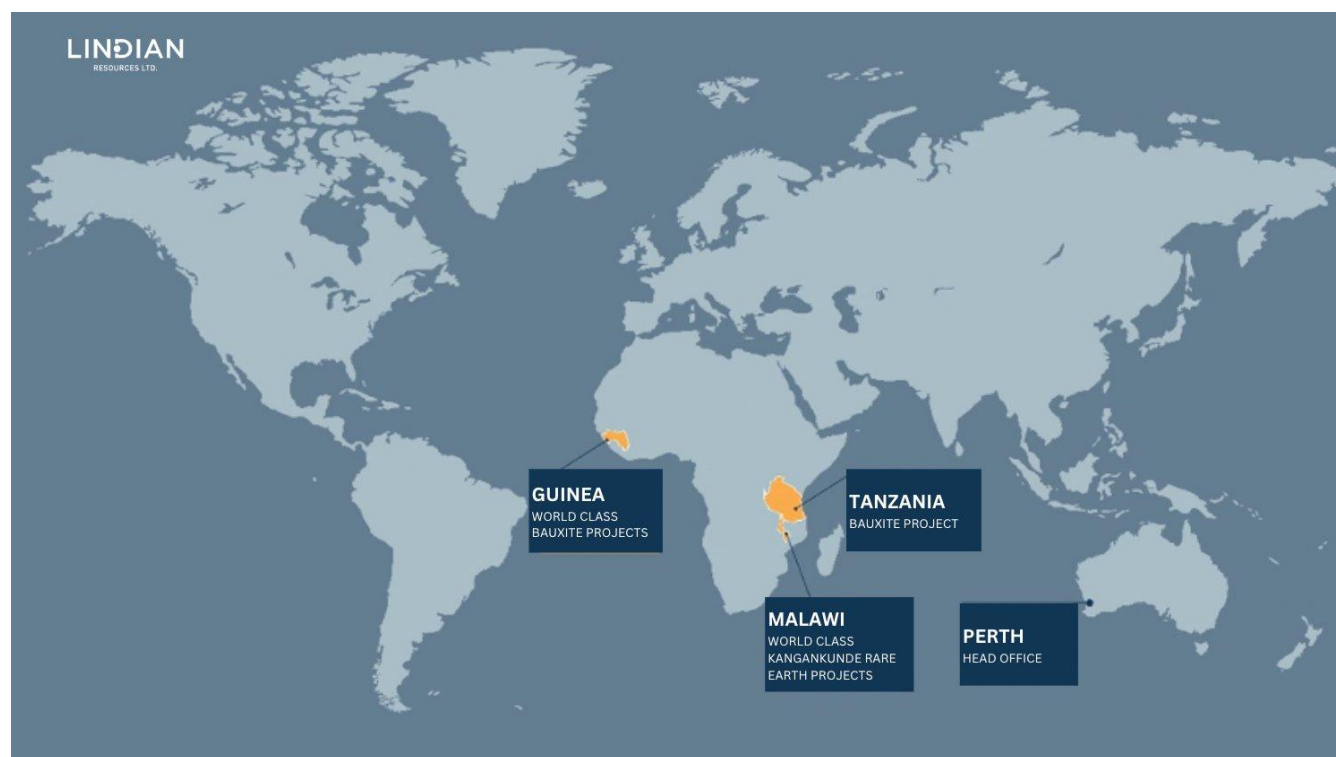 LINDIAN
RESOURCES LTD.
GUINEA
WORLD CLASS
BAUXITE PROJECTS
TANZANIA
BAUXITE PROJECT
MALAWI
WORLD CLASS
KANGANKUNDE RARE
EARTH PROJECTS
PERTH
HEAD OFFICE